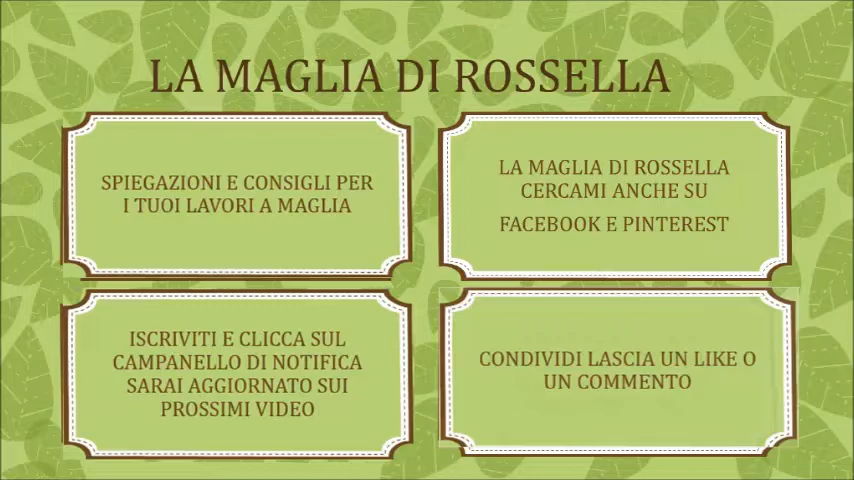 LA MAGLIA DI ROSSELLA
SPIEGAZIONI E CONSIGLI PER
I TUOI LAVORI A MAGLIA
LA MAGLIA DI ROSSELLA
CERCAMI ANCHE SU
FACEBOOK E PINTEREST
ISCRIVITI E CLICCA SUL
CAMPANELLO DI NOTIFICA
SARAI AGGIORNATO SUI
PROSSIMI VIDEO
CONDIVIDI LASCIA UN LIKE O
UN COMMENTO